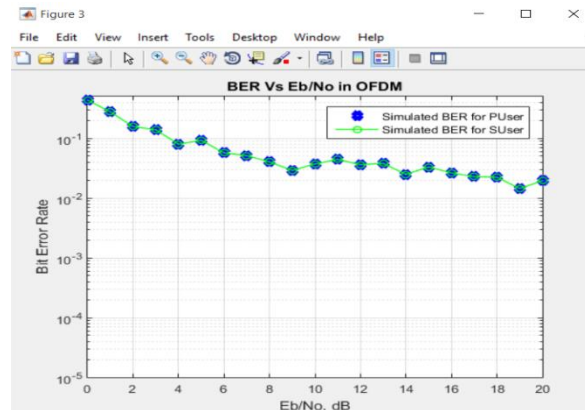 Figure 3
File Edit View Insert Tools Desktop Window Help
BER Vs Eb/No in OFDM
Simulated BER for PUser
Simulated BER for SUser
10-1
10-2
10-3
10-4
10-5
Bit Error Rate
0 2 4 6 8 10 12 14 16 18 20
Eb/No, dB